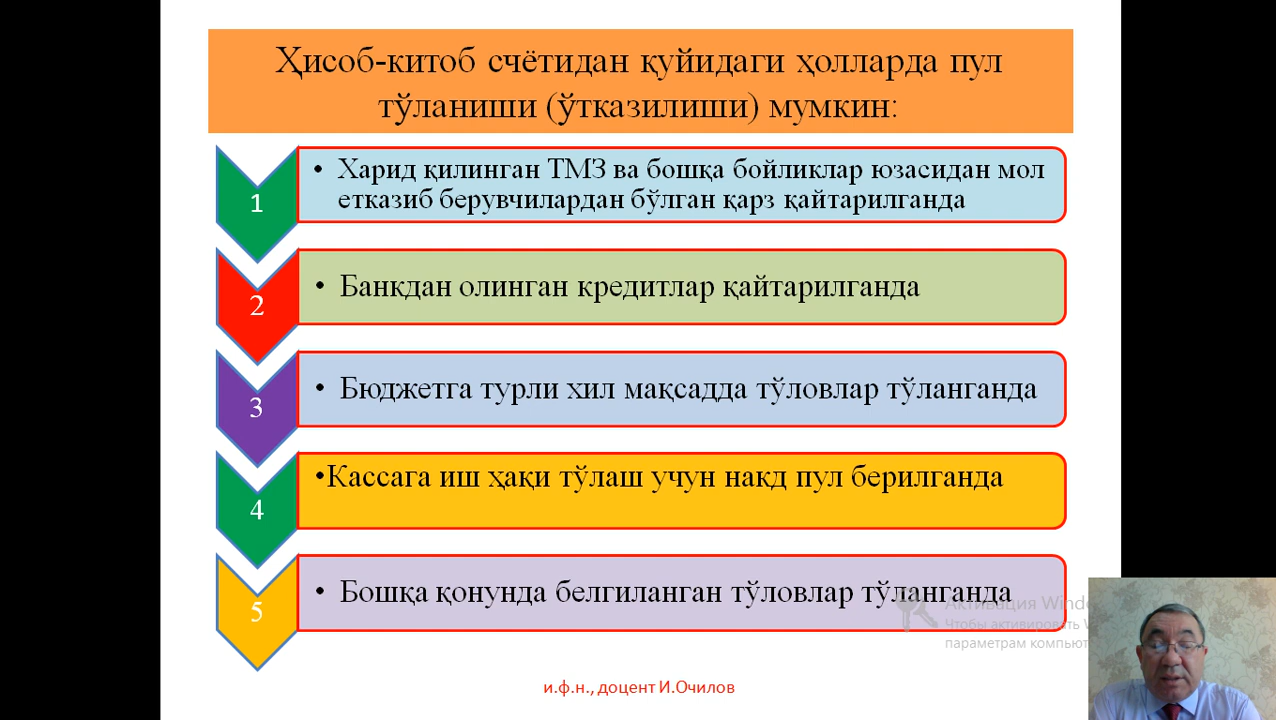 Ҳисоб-китоб счётидан қуйидаги ҳолларда пул
тўланиши (ўтказилиши) мумкин:
1
• Харид қилинган ТМЗ ва бошқа бойликлар юзасидан мол
етказиб берувчилардан бўлган қарз қайтарилганда
2
• Банкдан олинган кредитлар қайтарилганда
3
• Бюджетга турли хил мақсадда тўловлар тўланганда
4
•Кассага иш ҳақи тўлаш учун накд пул берилганда
5
• Бошқа қонунда белгиланган тўловлар тўланганда
Активация Windo
Чтобы активировать W
параметрам компьют
и.ф.н., доцент И.Очилов